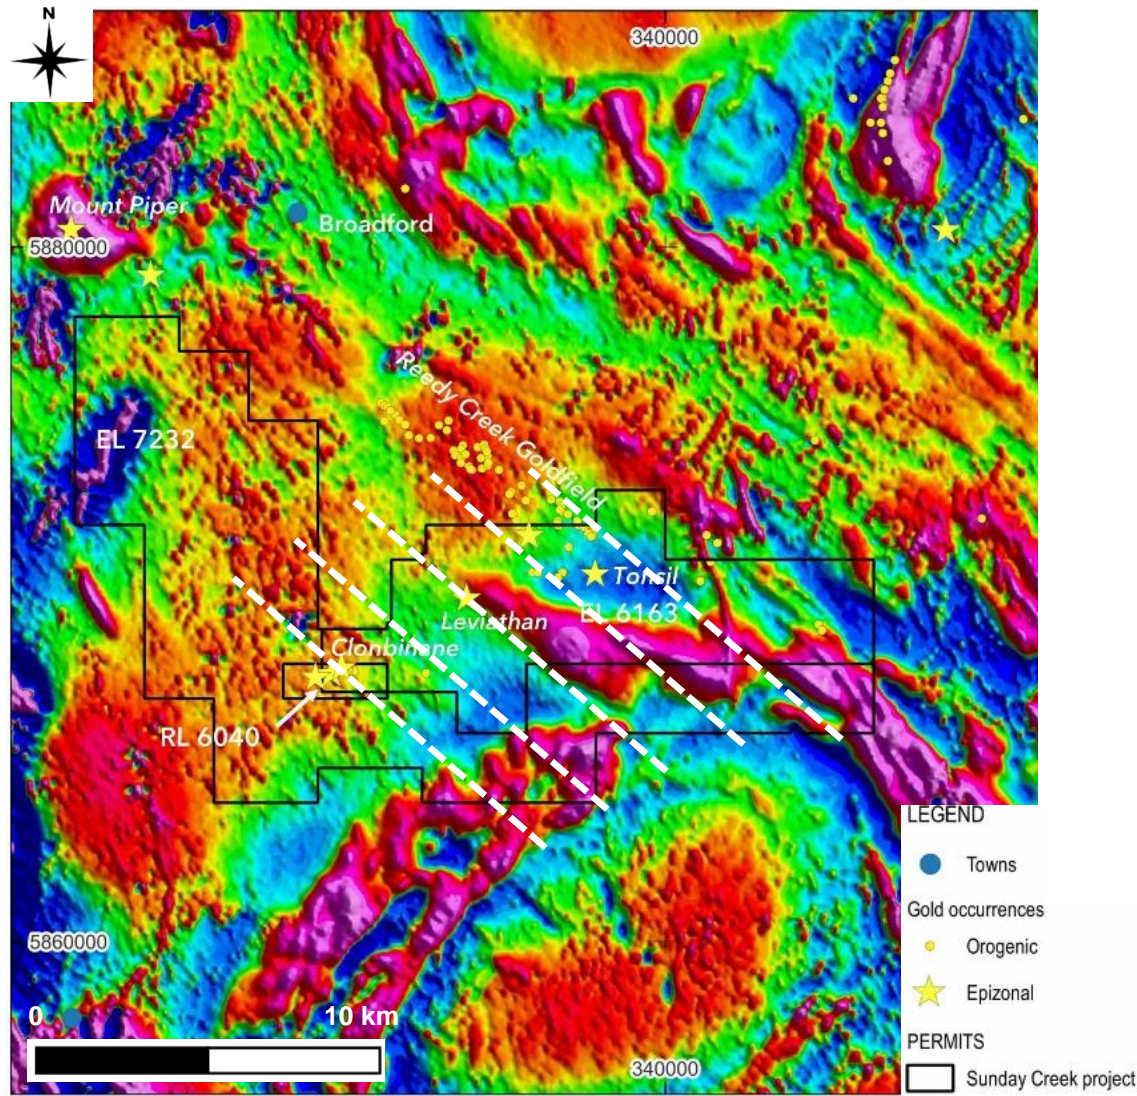 N
340000
Mount Piper
Broadford
5880000
Reedy Creek Goldfield
EL 7232
Tonsil
EL 6163
Leviathan
Clonbinane
RL 6040
5860000
0 10 km
340000
LEGEND
Towns
Gold occurrences
Orogenic
Epizonal
PERMITS
Sunday Creek project